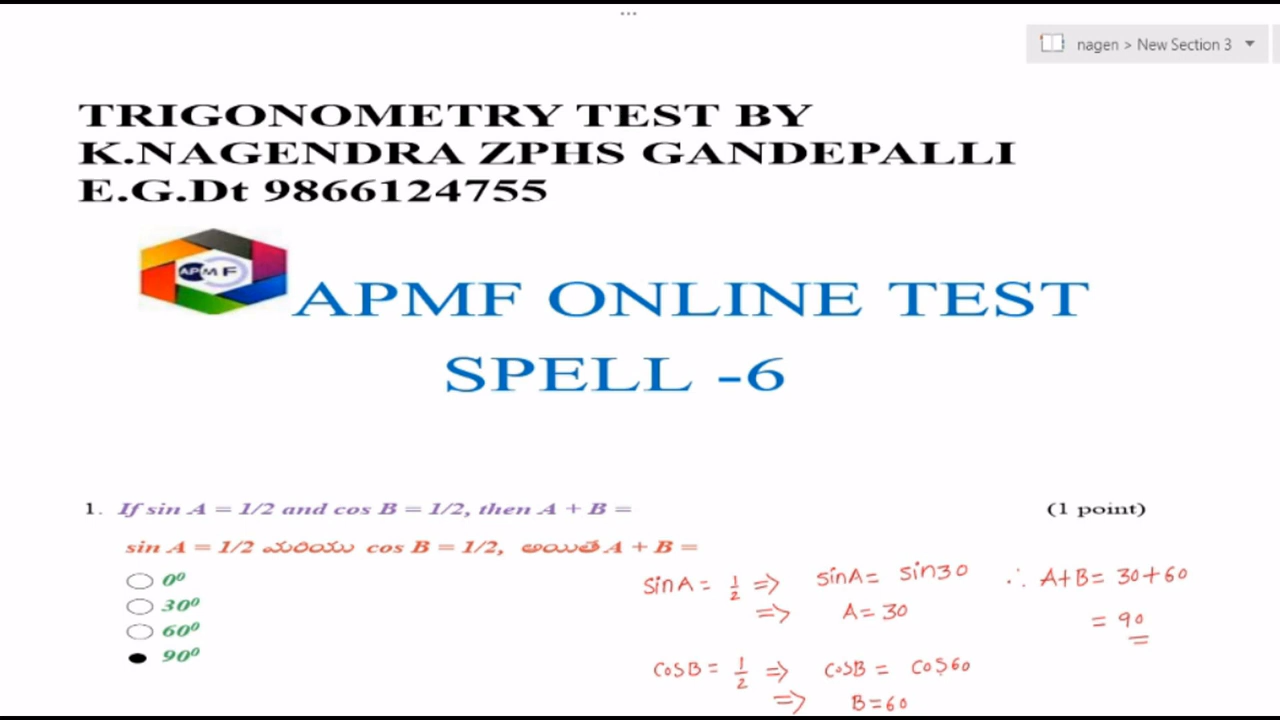 ...
nagen > New Section 3
TRIGONOMETRY TEST BY
K.NAGENDRA ZPHS GANDEPALLI
E.G.Dt 9866124755
APMF
APMF ONLINE TEST
SPELL -6
1. If sin A = 1/2 and cos B = 1/2, then A + B = (1 point)
sin A = 1/2 మరియు cos B = 1/2, అయితే A + B =
0⁰
30⁰
60⁰
90⁰
sinA = 1/2 => sinA = sin30
=> A = 30
cosB = 1/2 => cosB = cos60
=> B = 60
∴ A+B = 30+60
= 90